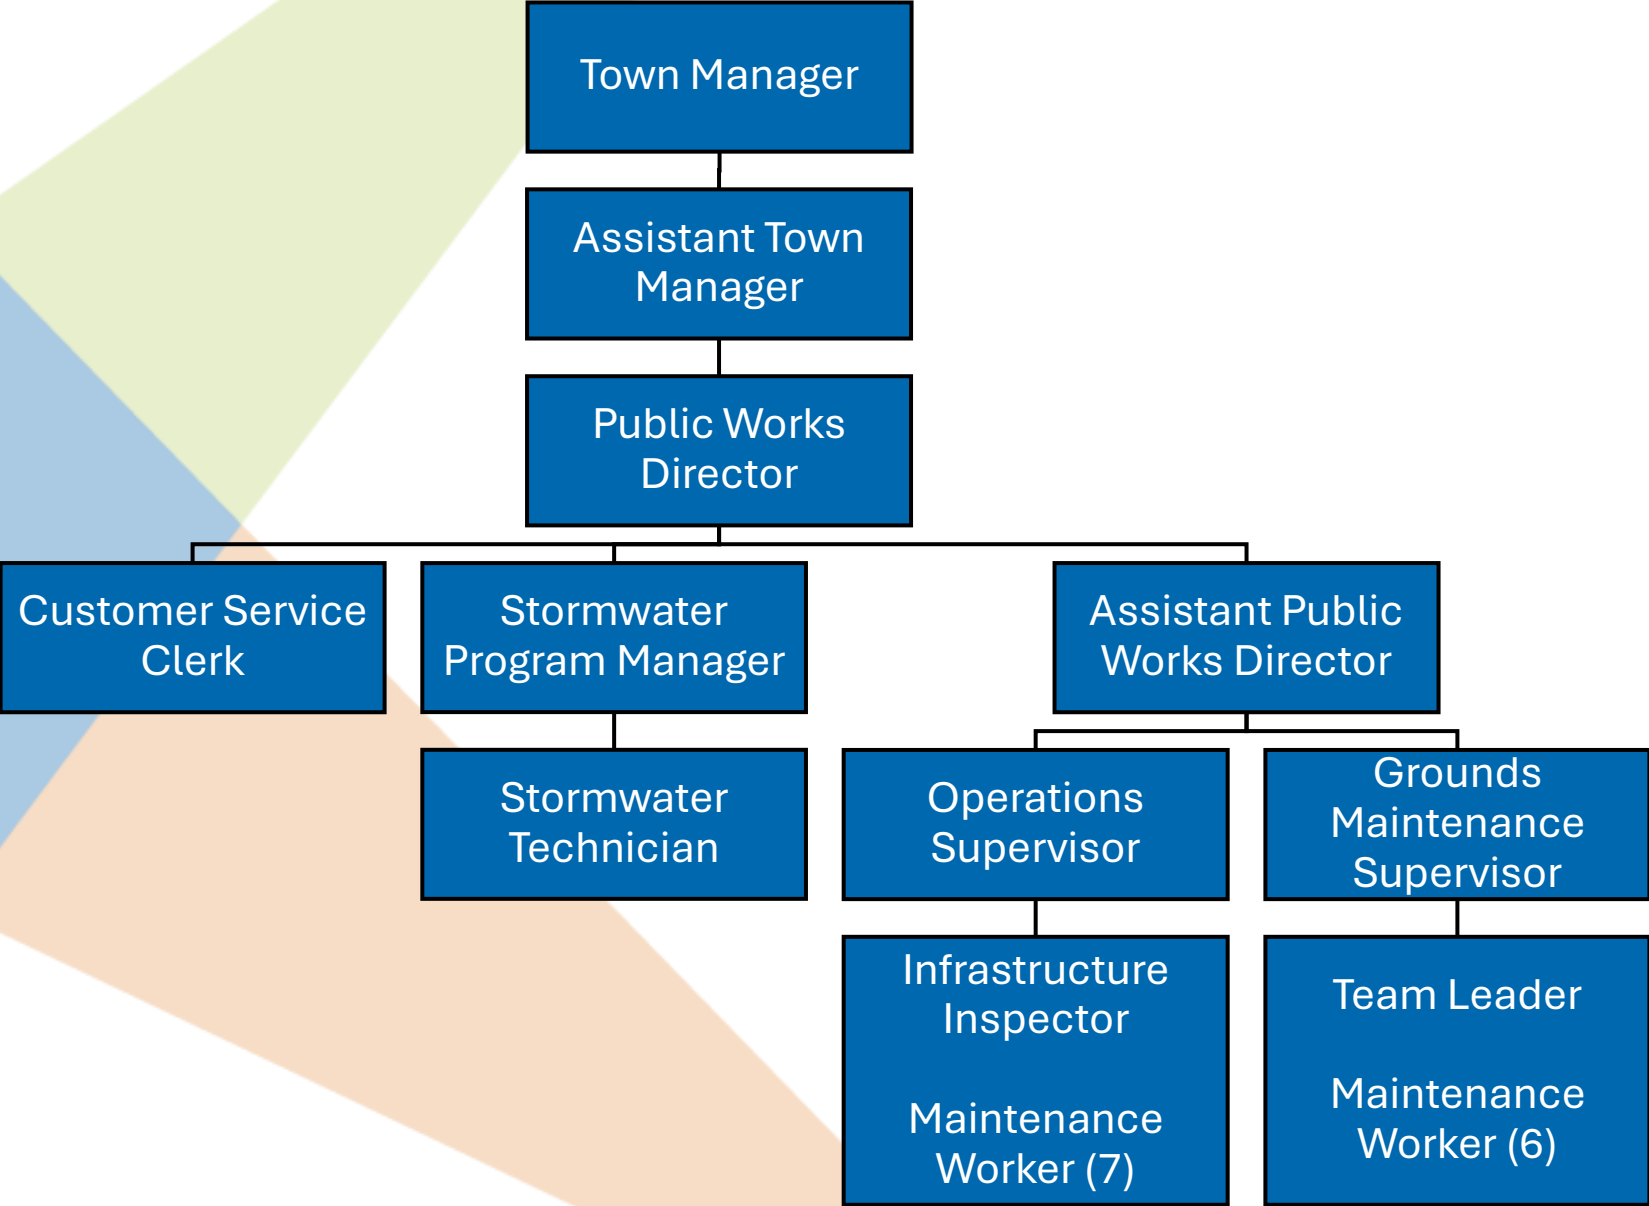 Town Manager
Assistant Town
Manager
Public Works
Director
Customer Service
Clerk
Stormwater
Program Manager
Assistant Public
Works Director
Stormwater
Technician
Operations
Supervisor
Grounds
Maintenance
Supervisor
Infrastructure
Inspector
Maintenance
Worker (7)
Team Leader
Maintenance
Worker (6)